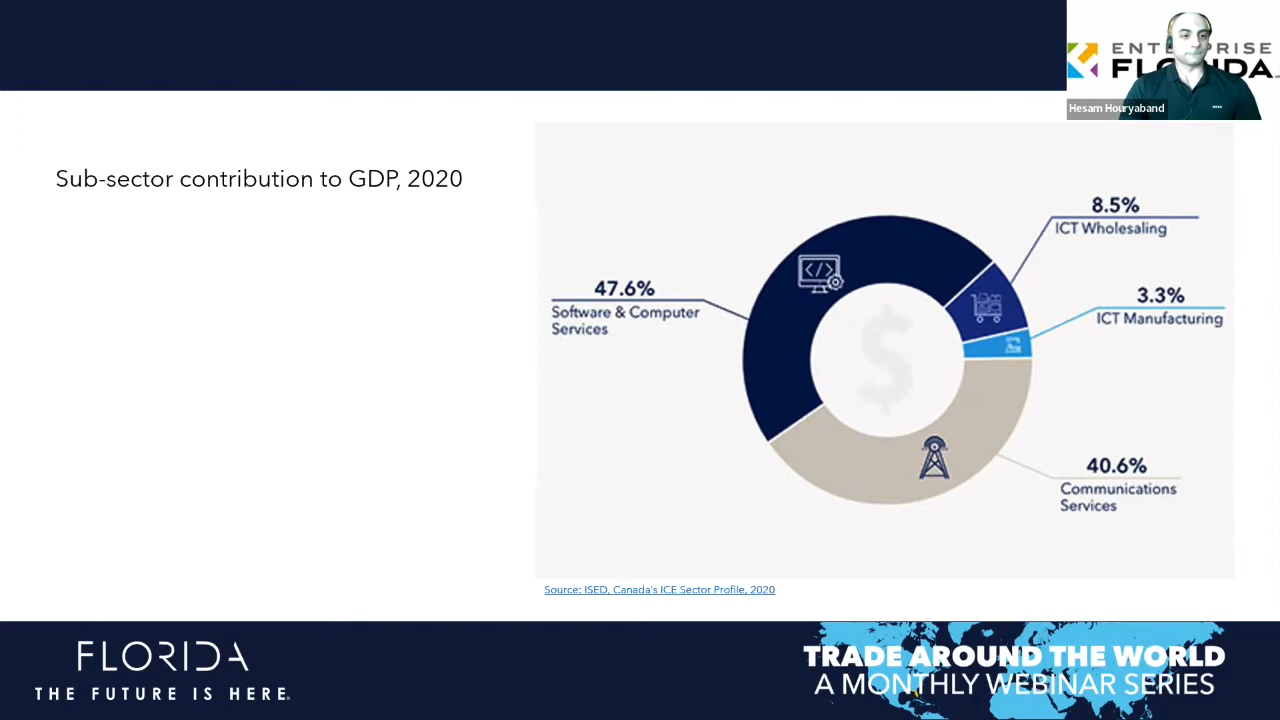 ENTERPRISE
FLORIDA
Hesam Houryaband
Sub-sector contribution to GDP, 2020
8.5%
ICT Wholesaling
47.6%
Software & Computer
Services
3.3%
ICT Manufacturing
$
40.6%
Communications
Services
Source: ISED, Canada's ICE Sector Profile, 2020
FLORIDA
THE FUTURE IS HERE.
TRADE AROUND THE WORLD
A MONTHLY WEBINAR SERIES